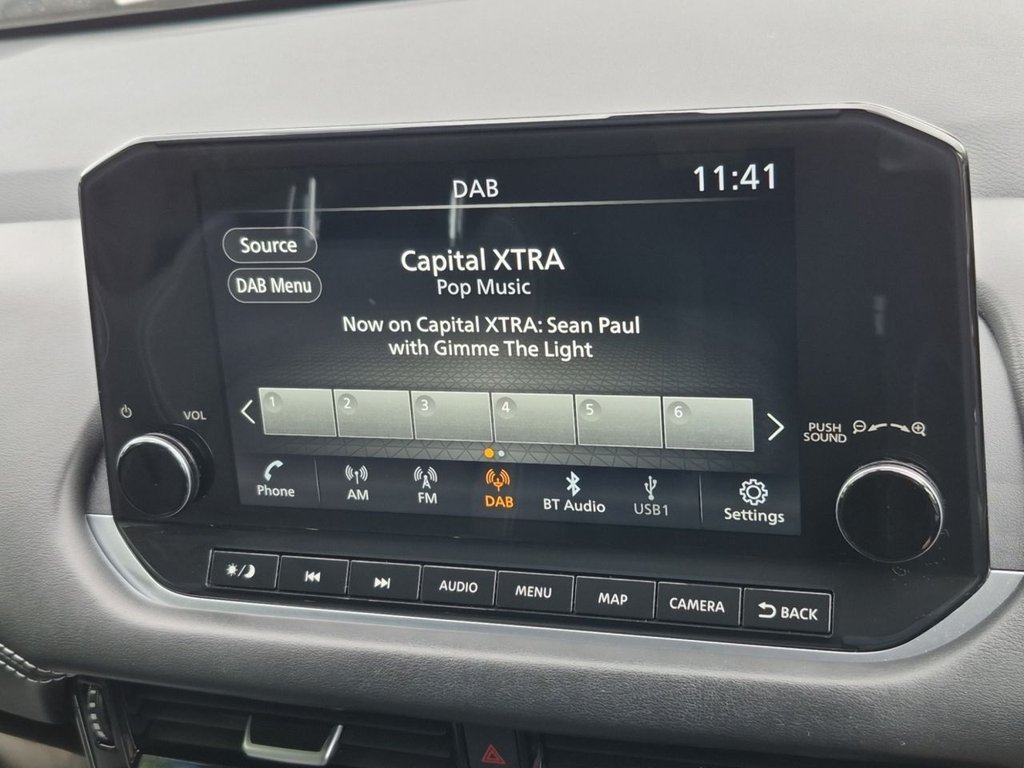 DAB
11:41
Source
DAB Menu
Capital XTRA
Pop Music
Now on Capital XTRA: Sean Paul
with Gimme The Light
1 2 3 4 5 6
VOL
PUSH
SOUND
Phone AM FM DAB BT Audio USB1 Settings
AUDIO MENU MAP CAMERA BACK